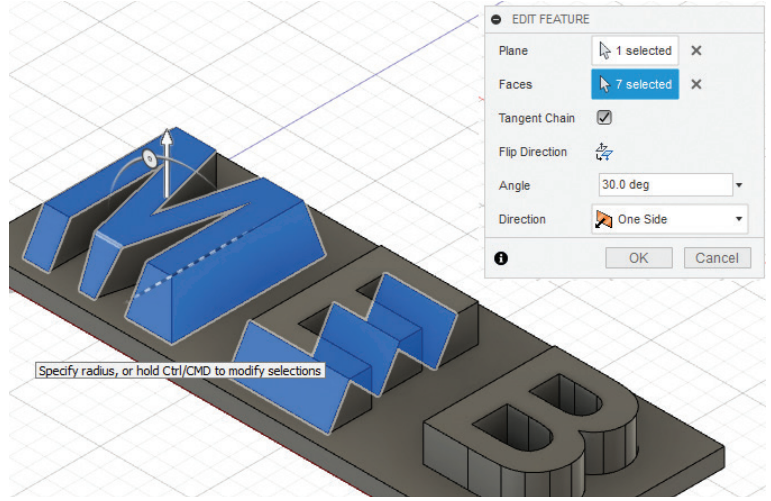 EDIT FEATURE
Plane 1 selected
Faces 7 selected
Tangent Chain
Flip Direction
Angle 30.0 deg
Direction One Side
OK Cancel
Specify radius, or hold Ctrl/CMD to modify selections
M E B